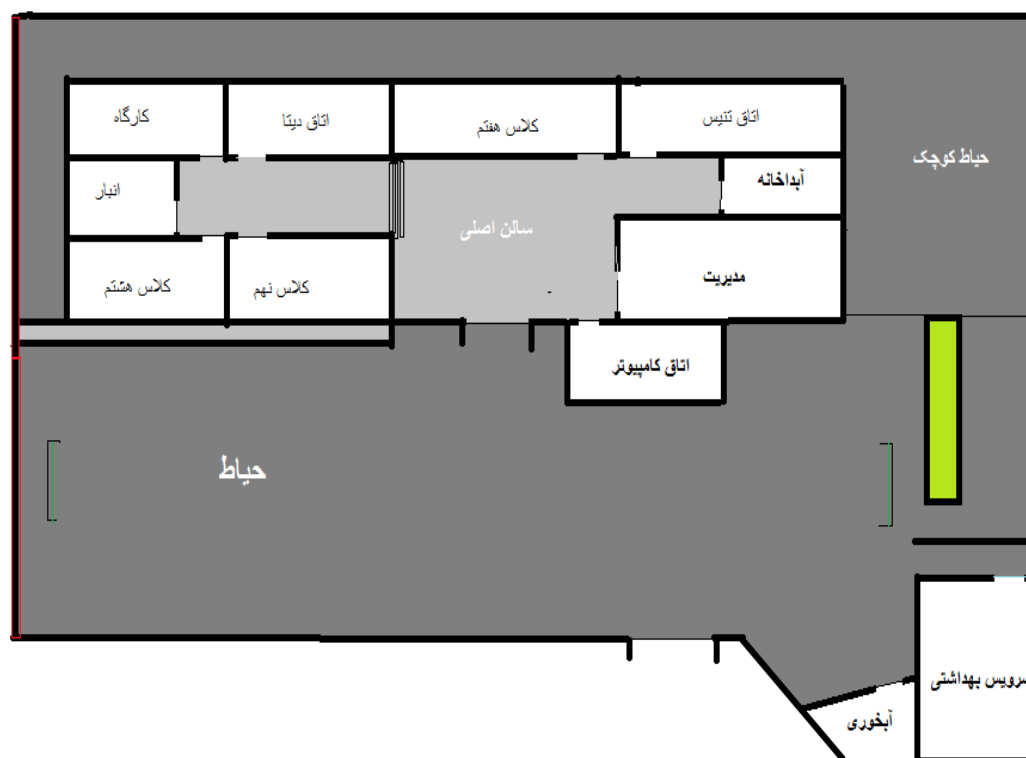 کارگاه
اتاق دیتا
کلاس هفتم
اتاق تنیس
حیاط کوچک
انبار
آبداخانه
سالن اصلی
کلاس هشتم
کلاس نهم
مدیریت
اتاق کامپیوتر
حیاط
سرویس بهداشتی
آبخوری